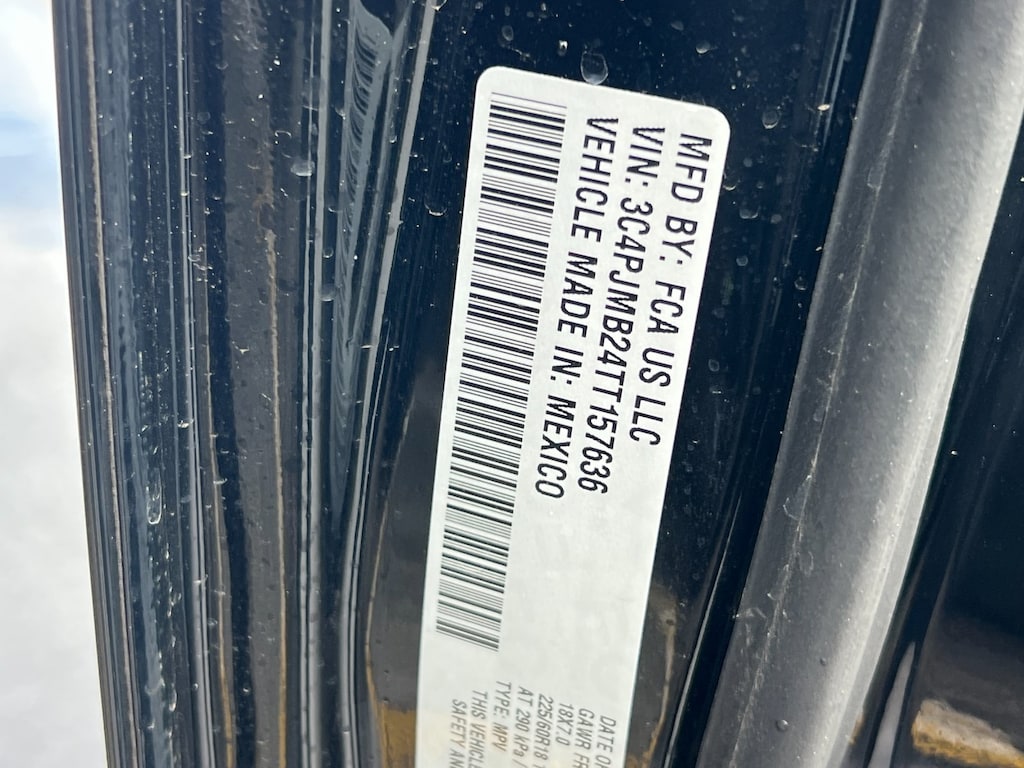 MFD BY: FCA US LLC
VIN: 3C4PJMB24TT157636
VEHICLE MADE IN: MEXICO
DATE OF
GAWR FR
18X7.0
225/60R18
AT 290 kPa /
TYPE: MPV
THIS VEHICLE
SAFETY AN